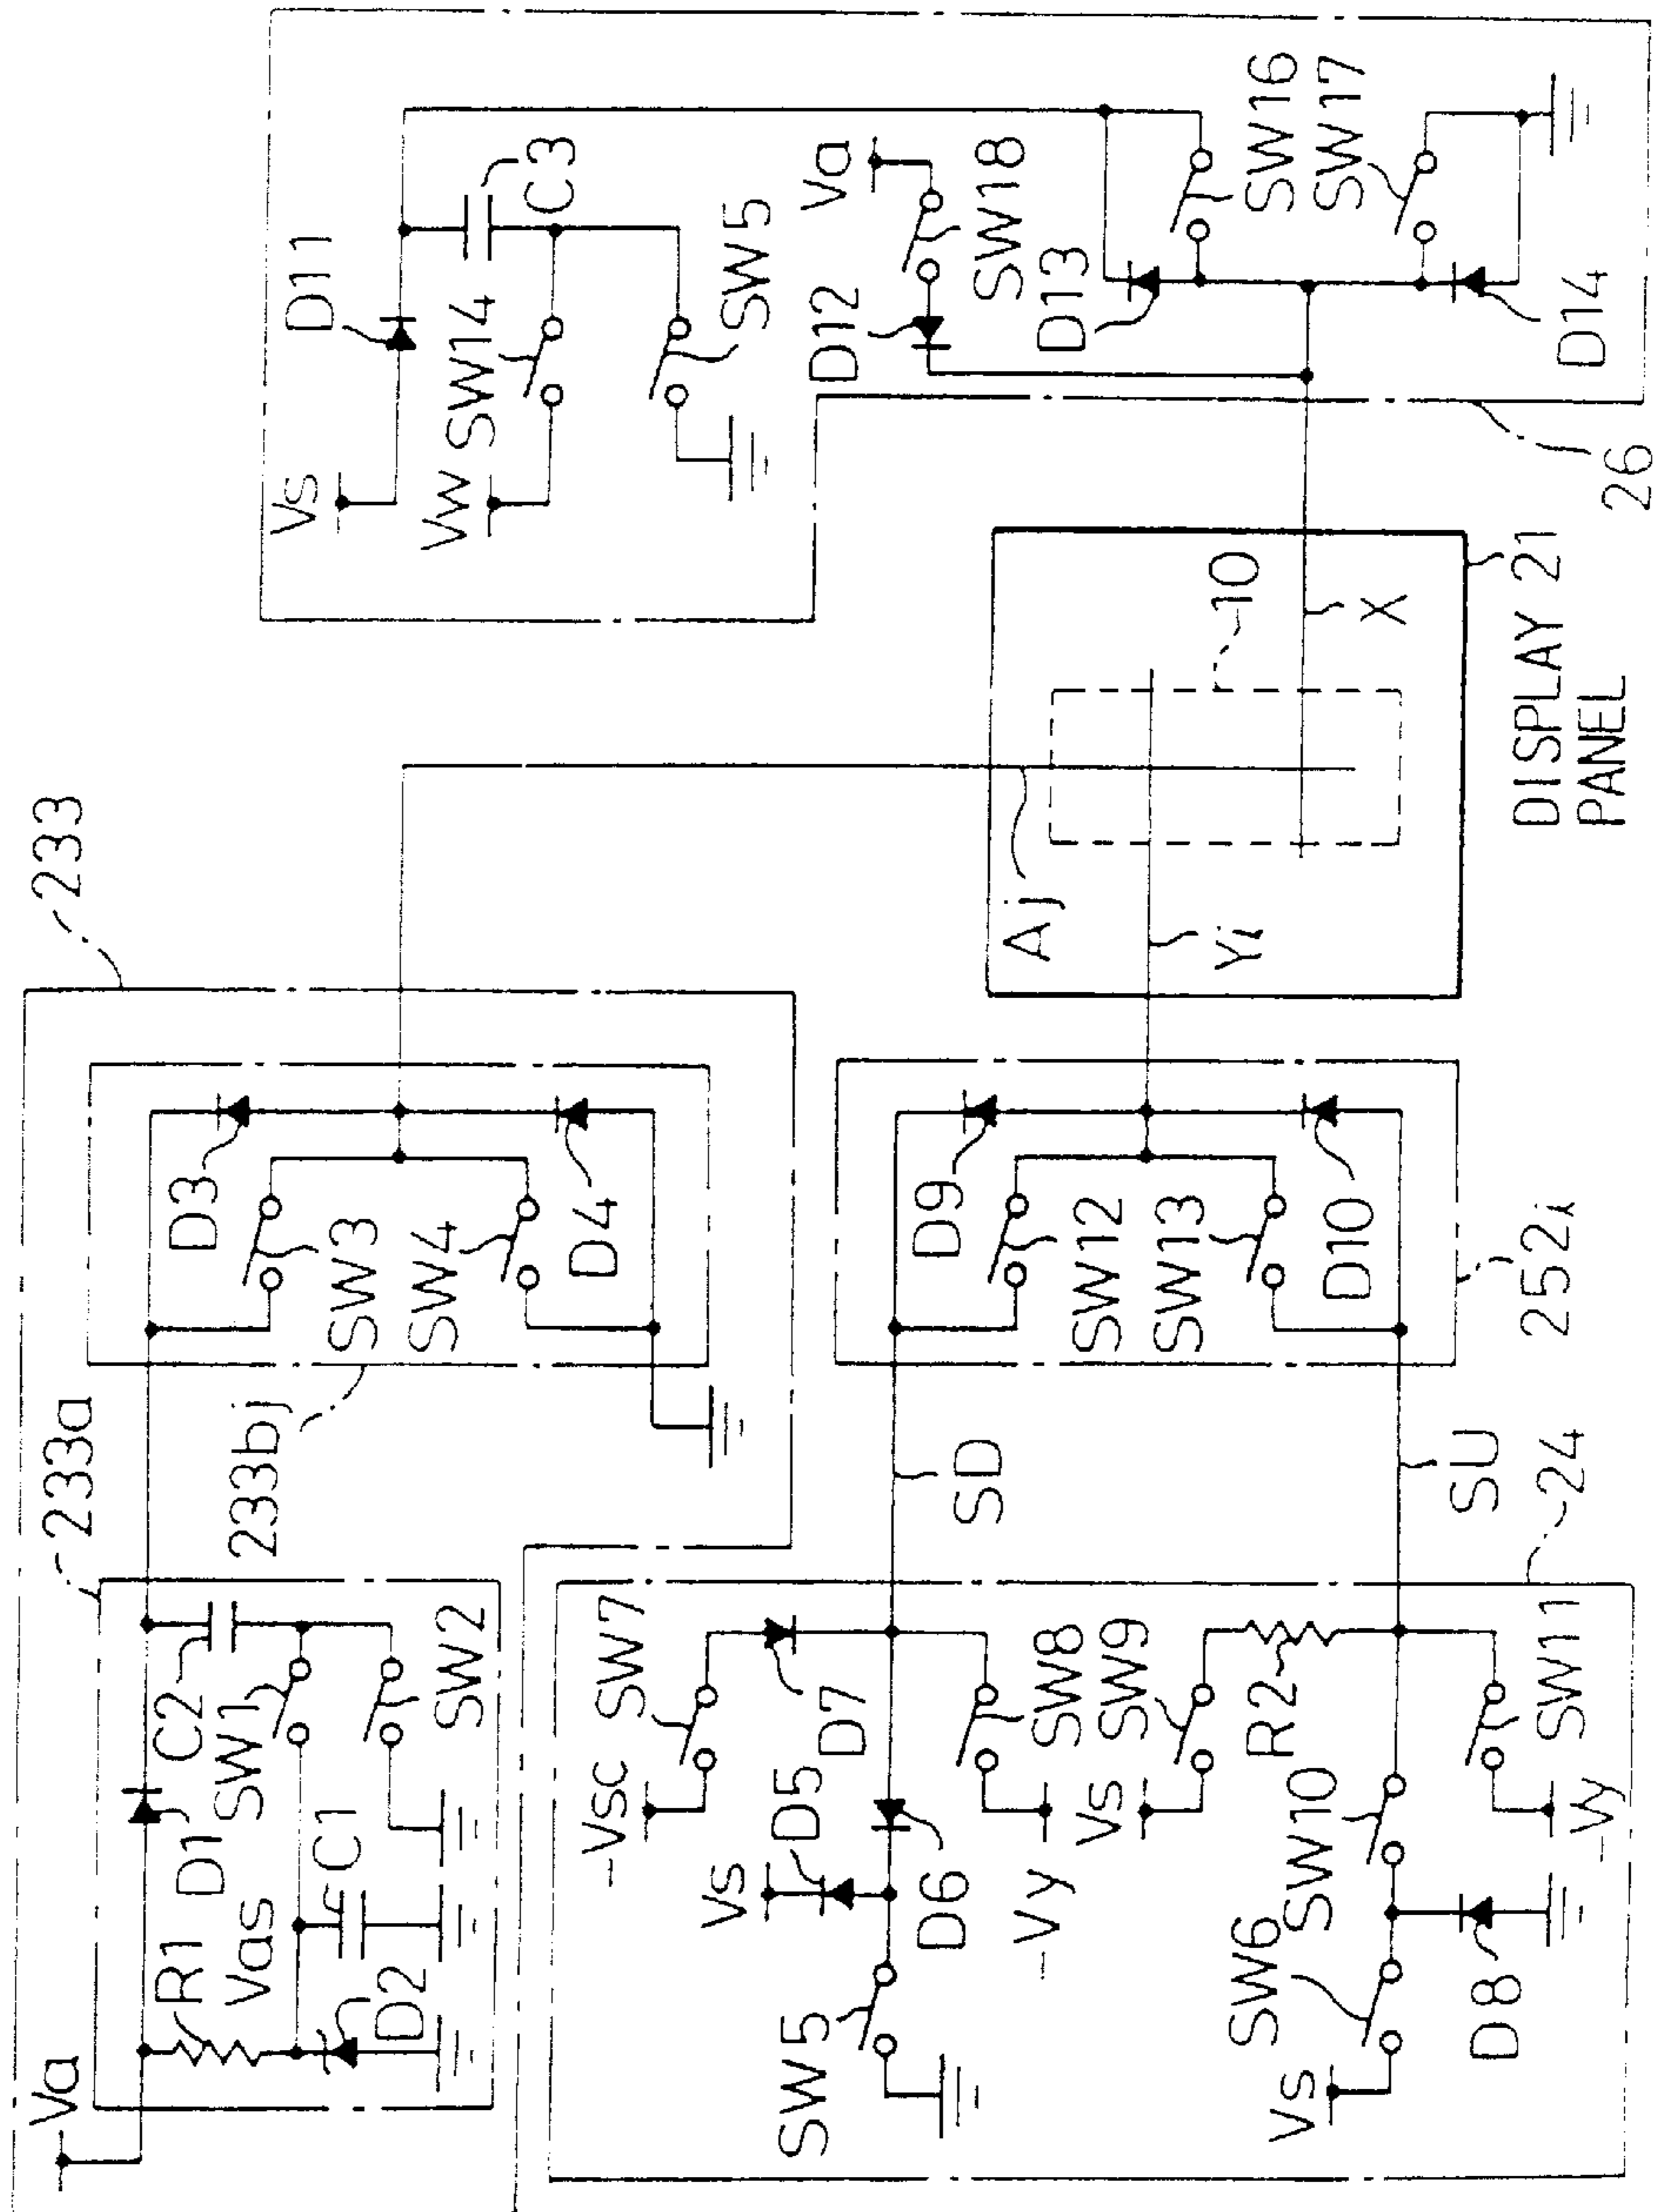 Va
233a
233
R1
D1
C2
Vas
SW1
C1
D2
SW2
233bj
D3
SW3
SW4
D4
Vs
D11
Vw
SW14
C3
SW5
Va
D12
SW18
D13
SW16
SW17
D14
26
-Vsc
SW7
Vs
D5
D7
SD
D9
SW12
SW13
D10
252i
Aj
Yi
10
X
DISPLAY 21
PANEL
SW5
D6
-Vy
SW8
Vs
SW9
R2
SU
SW6
SW10
Vs
D8
-Vy
SW11
24